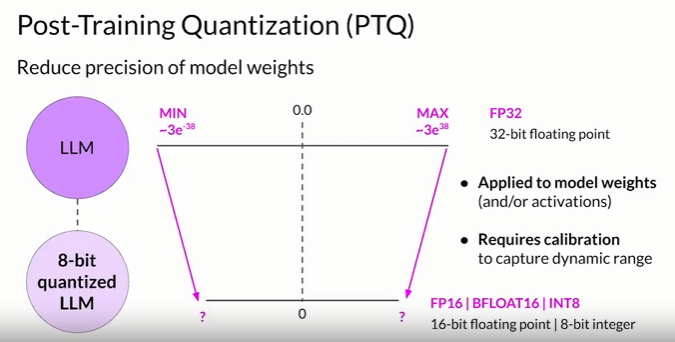 Post-Training Quantization (PTQ)
Reduce precision of model weights
LLM
MIN
~3e^-38
0.0
MAX
~3e^38
FP32
32-bit floating point
● Applied to model weights
(and/or activations)
● Requires calibration
to capture dynamic range
8-bit
quantized
LLM
?
0
?
FP16 | BFLOAT16 | INT8
16-bit floating point | 8-bit integer